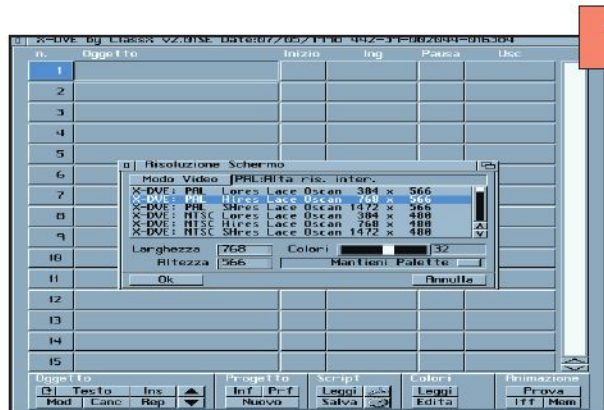 X-DVE by ClassX v2.01SE
n. Oggetto Inizio Ing Pausa Usc
1
2
3
4
5
6
7
8
9
10
11
12
13
14
15
Risoluzione Schermo
Modo Video PAL:Alta ris. inter.
X-DVE: PAL Lores Lace Oscan 384 x 566
X-DVE: PAL Hires Lace Oscan 768 x 566
X-DVE: PAL SHres Lace Oscan 1472 x 566
X-DVE: NTSC Lores Lace Oscan 384 x 480
X-DVE: NTSC Hires Lace Oscan 768 x 480
X-DVE: NTSC SHres Lace Oscan 1472 x 480
Larghezza 768 Colori 32
Altezza 566 Mantieni Palette
Ok Annulla
Oggetto Progetto Script Colori Animazione
Testo Ins Inf Prf Leggi Leggi Prova
Mod Canc Rep Nuovo Salva Edita Iff Mem